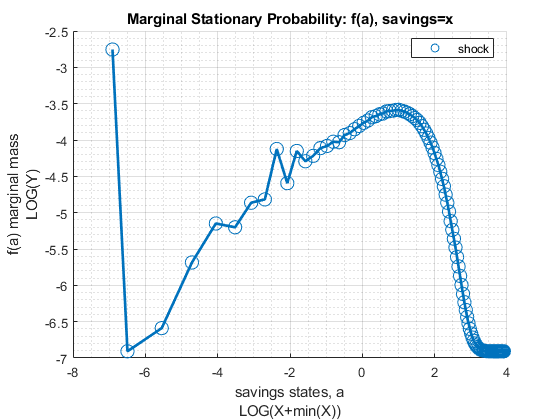 Marginal Stationary Probability: f(a), savings=x
shock
-2.5
-3
-3.5
-4
-4.5
-5
-5.5
-6
-6.5
-7
f(a) marginal mass
LOG(Y)
-8 -6 -4 -2 0 2 4
savings states, a
LOG(X+min(X))